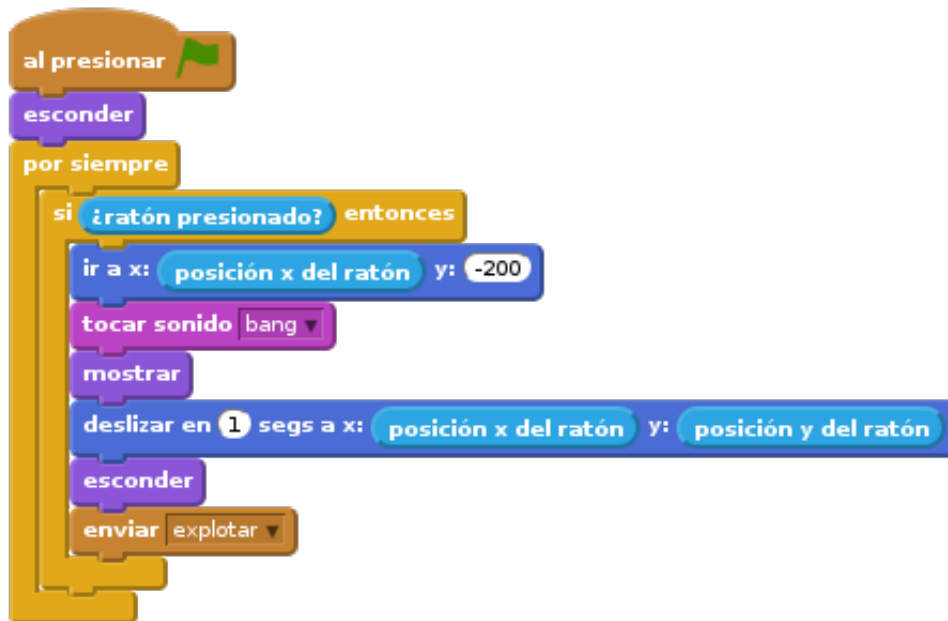 al presionar
esconder
por siempre
si ¿ratón presionado? entonces
ir a x: posición x del ratón y: -200
tocar sonido bang
mostrar
deslizar en 1 segs a x: posición x del ratón y: posición y del ratón
esconder
enviar explotar